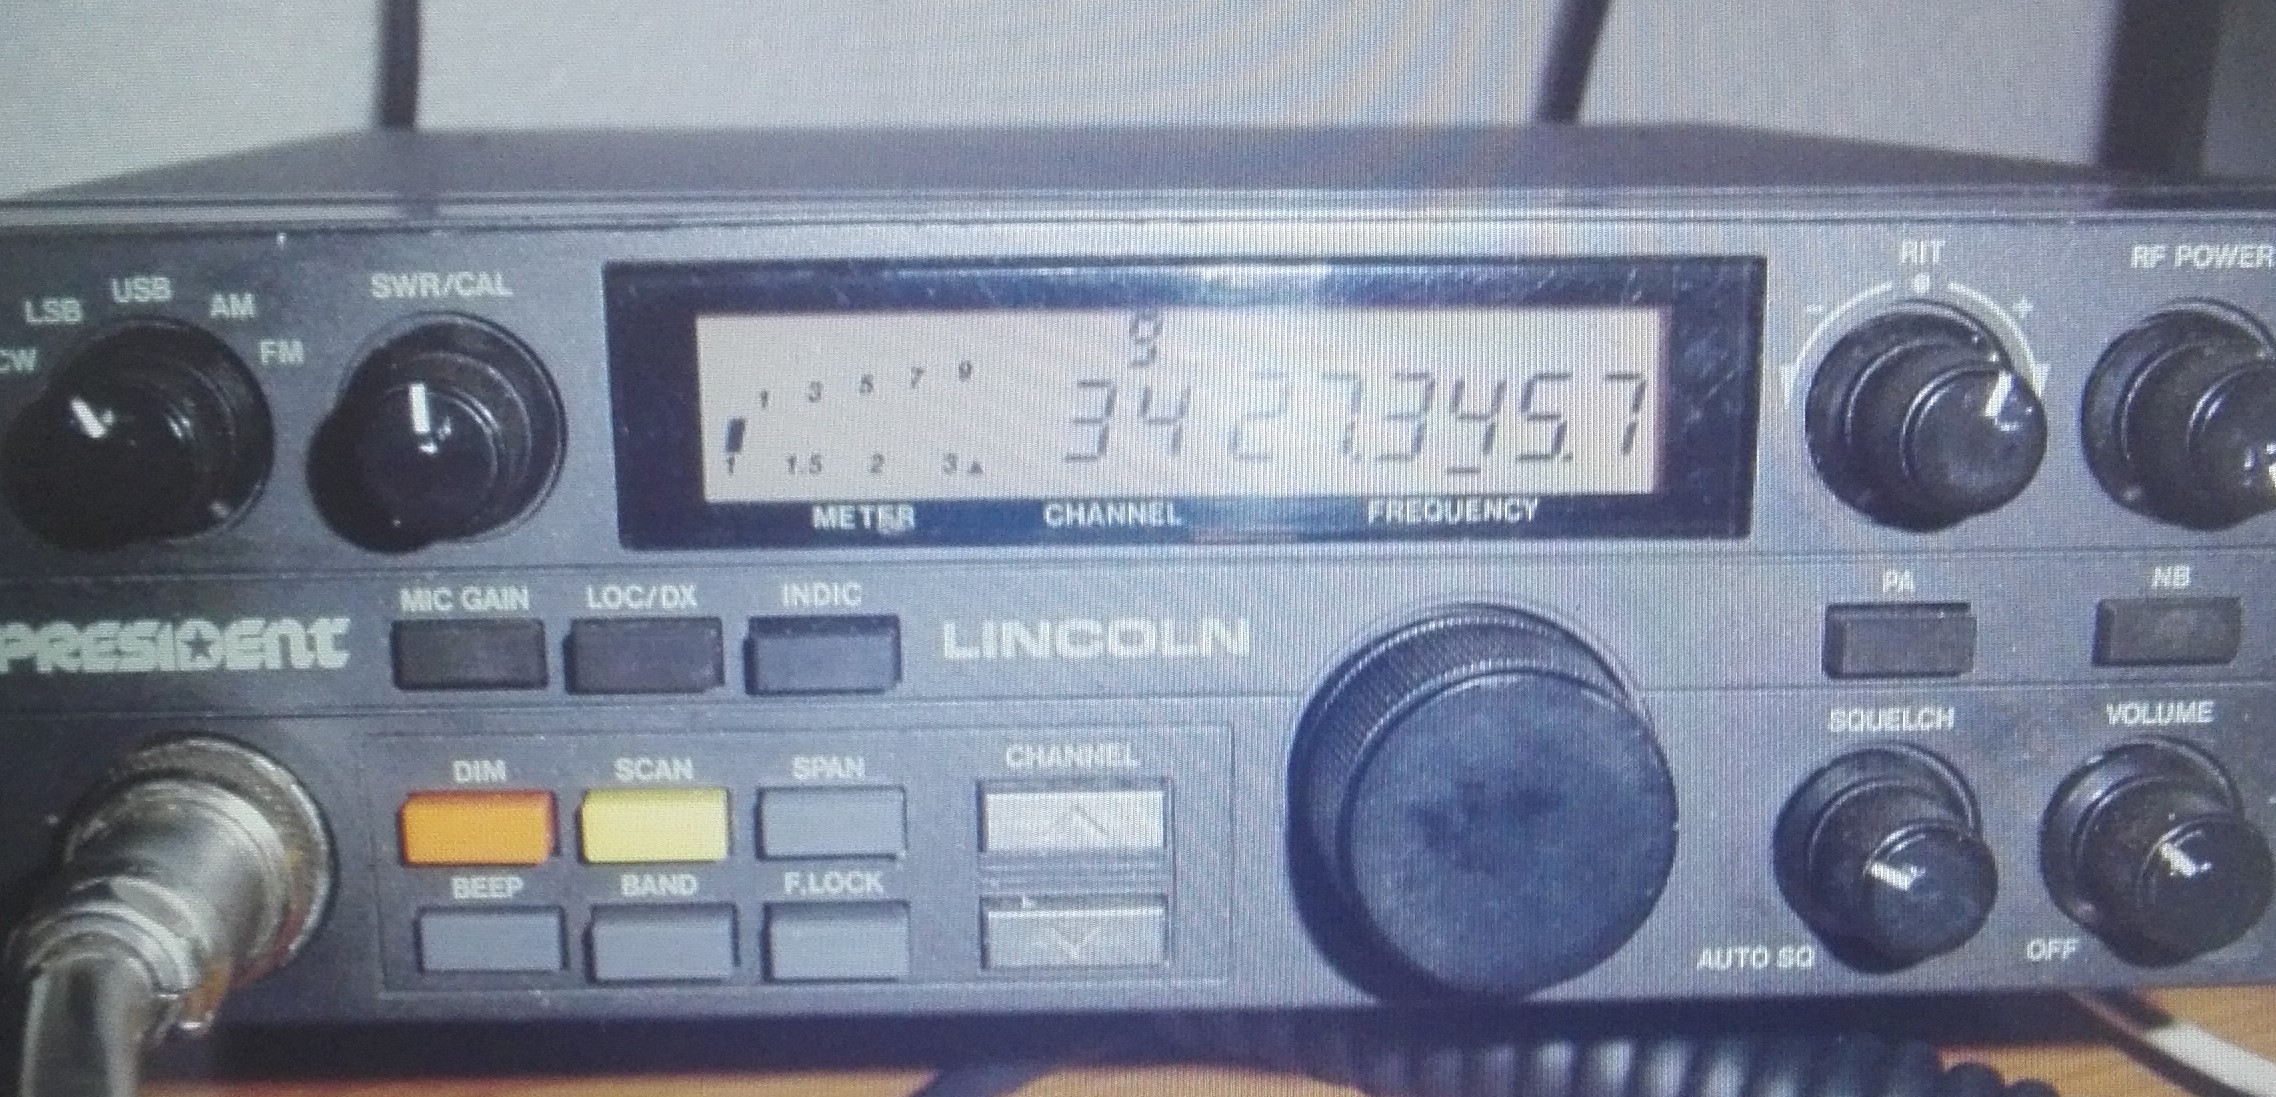 RIT
RF POWER
LSB USB AM
SWR/CAL
CW FM
- +
1 3 5 7 9
34 27.345.7
1 1.5 2 3
METER CHANNEL FREQUENCY
PA NB
MIC GAIN LOC/DX INDIC
PRESIDENT LINCOLN
SQUELCH VOLUME
DIM SCAN SPAN CHANNEL
BEEP BAND F.LOCK
AUTO SQ OFF